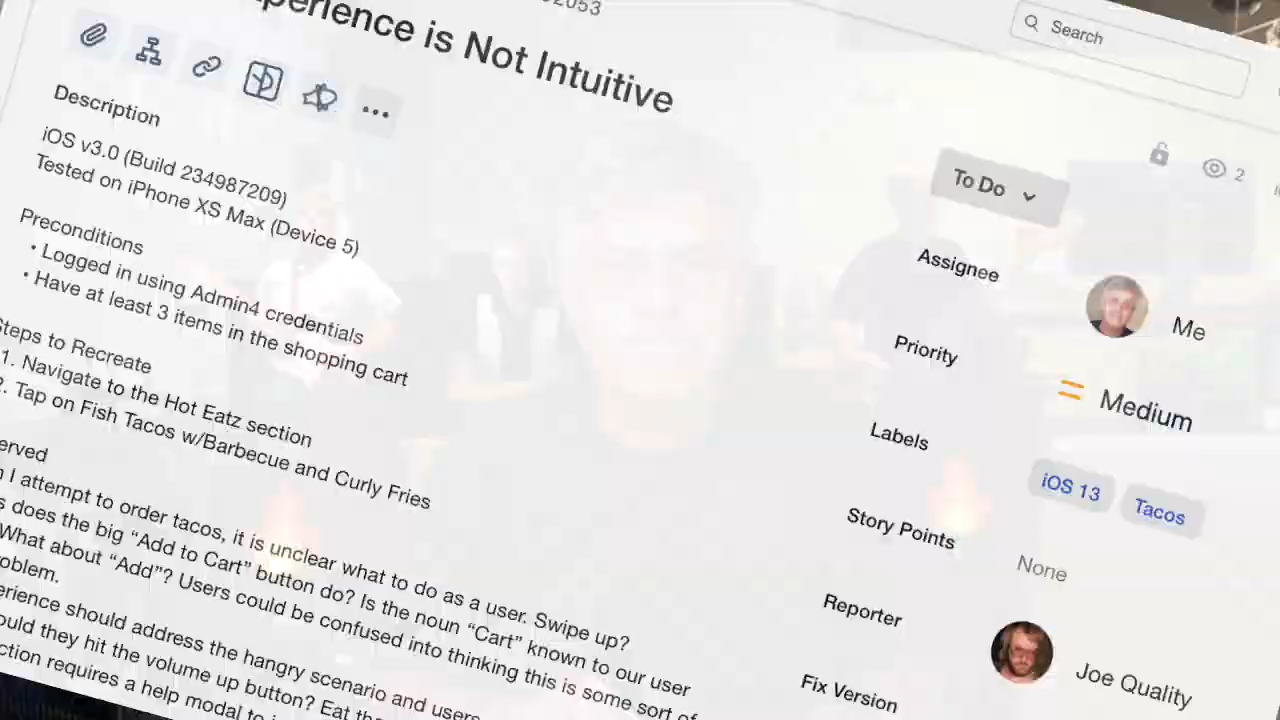 2053
perience is Not Intuitive
Search
Description
iOS v3.0 (Build 234987209)
Tested on iPhone XS Max (Device 5)
Preconditions
• Logged in using Admin4 credentials
• Have at least 3 items in the shopping cart
Steps to Recreate
1. Navigate to the Hot Eatz section
2. Tap on Fish Tacos w/Barbecue and Curly Fries
erved
I attempt to order tacos, it is unclear what to do as a user. Swipe up?
s does the big “Add to Cart” button do? Is the noun “Cart” known to our user
What about “Add”? Users could be confused into thinking this is some sort of
oblem.
erience should address the hangry scenario and users
ould they hit the volume up button? Eat the
ction requires a help modal to
To Do
2
Assignee
Me
Priority
Medium
Labels
iOS 13
Tacos
Story Points
None
Reporter
Joe Quality
Fix Version